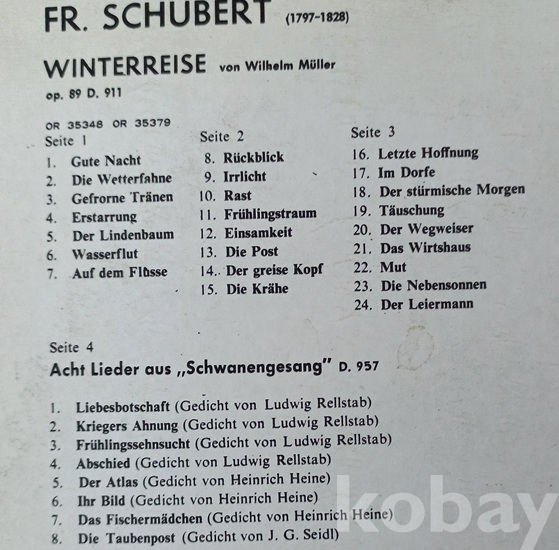 FR. SCHUBERT (1797-1828)
WINTERREISE von Wilhelm Müller
op. 89 D. 911
OR 35348 OR 35379
Seite 1
1. Gute Nacht
2. Die Wetterfahne
3. Gefrorne Tränen
4. Erstarrung
5. Der Lindenbaum
6. Wasserflut
7. Auf dem Flusse
Seite 2
8. Rückblick
9. Irrlicht
10. Rast
11. Frühlingstraum
12. Einsamkeit
13. Die Post
14. Der greise Kopf
15. Die Krähe
Seite 3
16. Letzte Hoffnung
17. Im Dorfe
18. Der stürmische Morgen
19. Täuschung
20. Der Wegweiser
21. Das Wirtshaus
22. Mut
23. Die Nebensonnen
24. Der Leiermann
Seite 4
Acht Lieder aus „Schwanengesang" D. 957
1. Liebesbotschaft (Gedicht von Ludwig Rellstab)
2. Kriegers Ahnung (Gedicht von Ludwig Rellstab)
3. Frühlingssehnsucht (Gedicht von Ludwig Rellstab)
4. Abschied (Gedicht von Ludwig Rellstab)
5. Der Atlas (Gedicht von Heinrich Heine)
6. Ihr Bild (Gedicht von Heinrich Heine)
7. Das Fischermädchen (Gedicht von Heinrich Heine)
8. Die Taubenpost (Gedicht von J. G. Seidl)
kobay